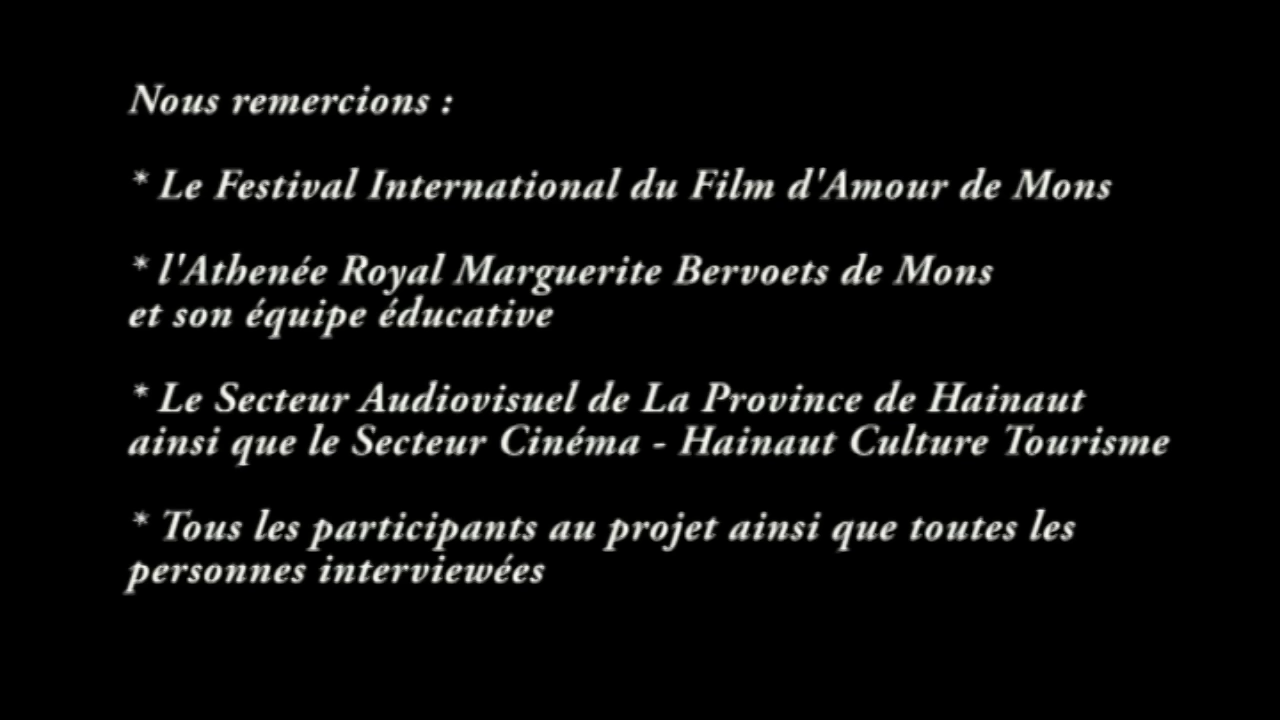 Nous remercions :
* Le Festival International du Film d'Amour de Mons
* l'Athenée Royal Marguerite Bervoets de Mons
et son équipe éducative
* Le Secteur Audiovisuel de La Province de Hainaut
ainsi que le Secteur Cinéma - Hainaut Culture Tourisme
* Tous les participants au projet ainsi que toutes les
personnes interviewées